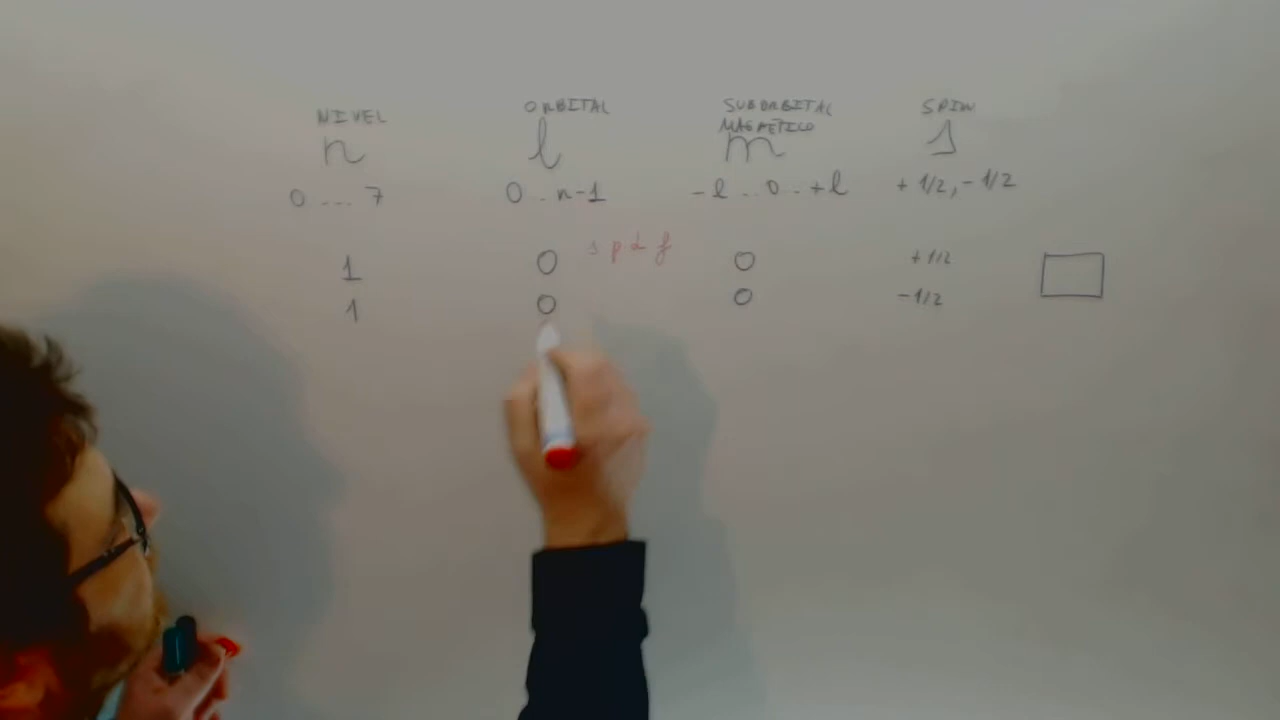 NIVEL ORBITAL SUBORBITAL SPIN
MAGNÉTICO
n l m s
0 .... 7 0 .. n-1 -l .. 0 .. +l + 1/2, - 1/2
s p d f
1 0 0 + 1/2
1 0 0 - 1/2